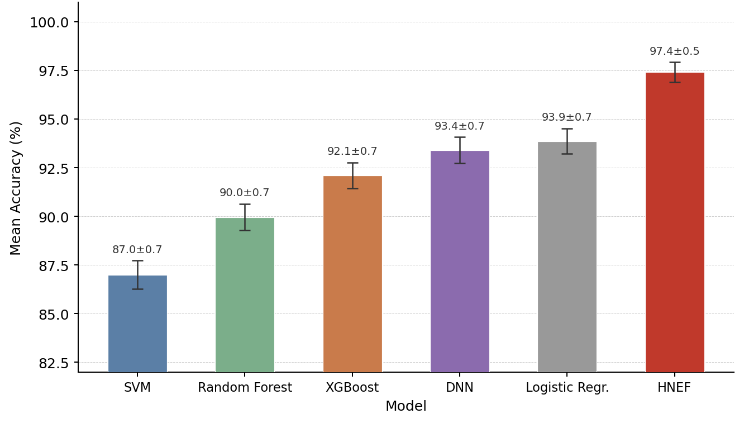 100.0
97.5
95.0
92.5
90.0
87.5
85.0
82.5
Mean Accuracy (%)
87.0±0.7
90.0±0.7
92.1±0.7
93.4±0.7
93.9±0.7
97.4±0.5
SVM
Random Forest
XGBoost
DNN
Logistic Regr.
HNEF
Model